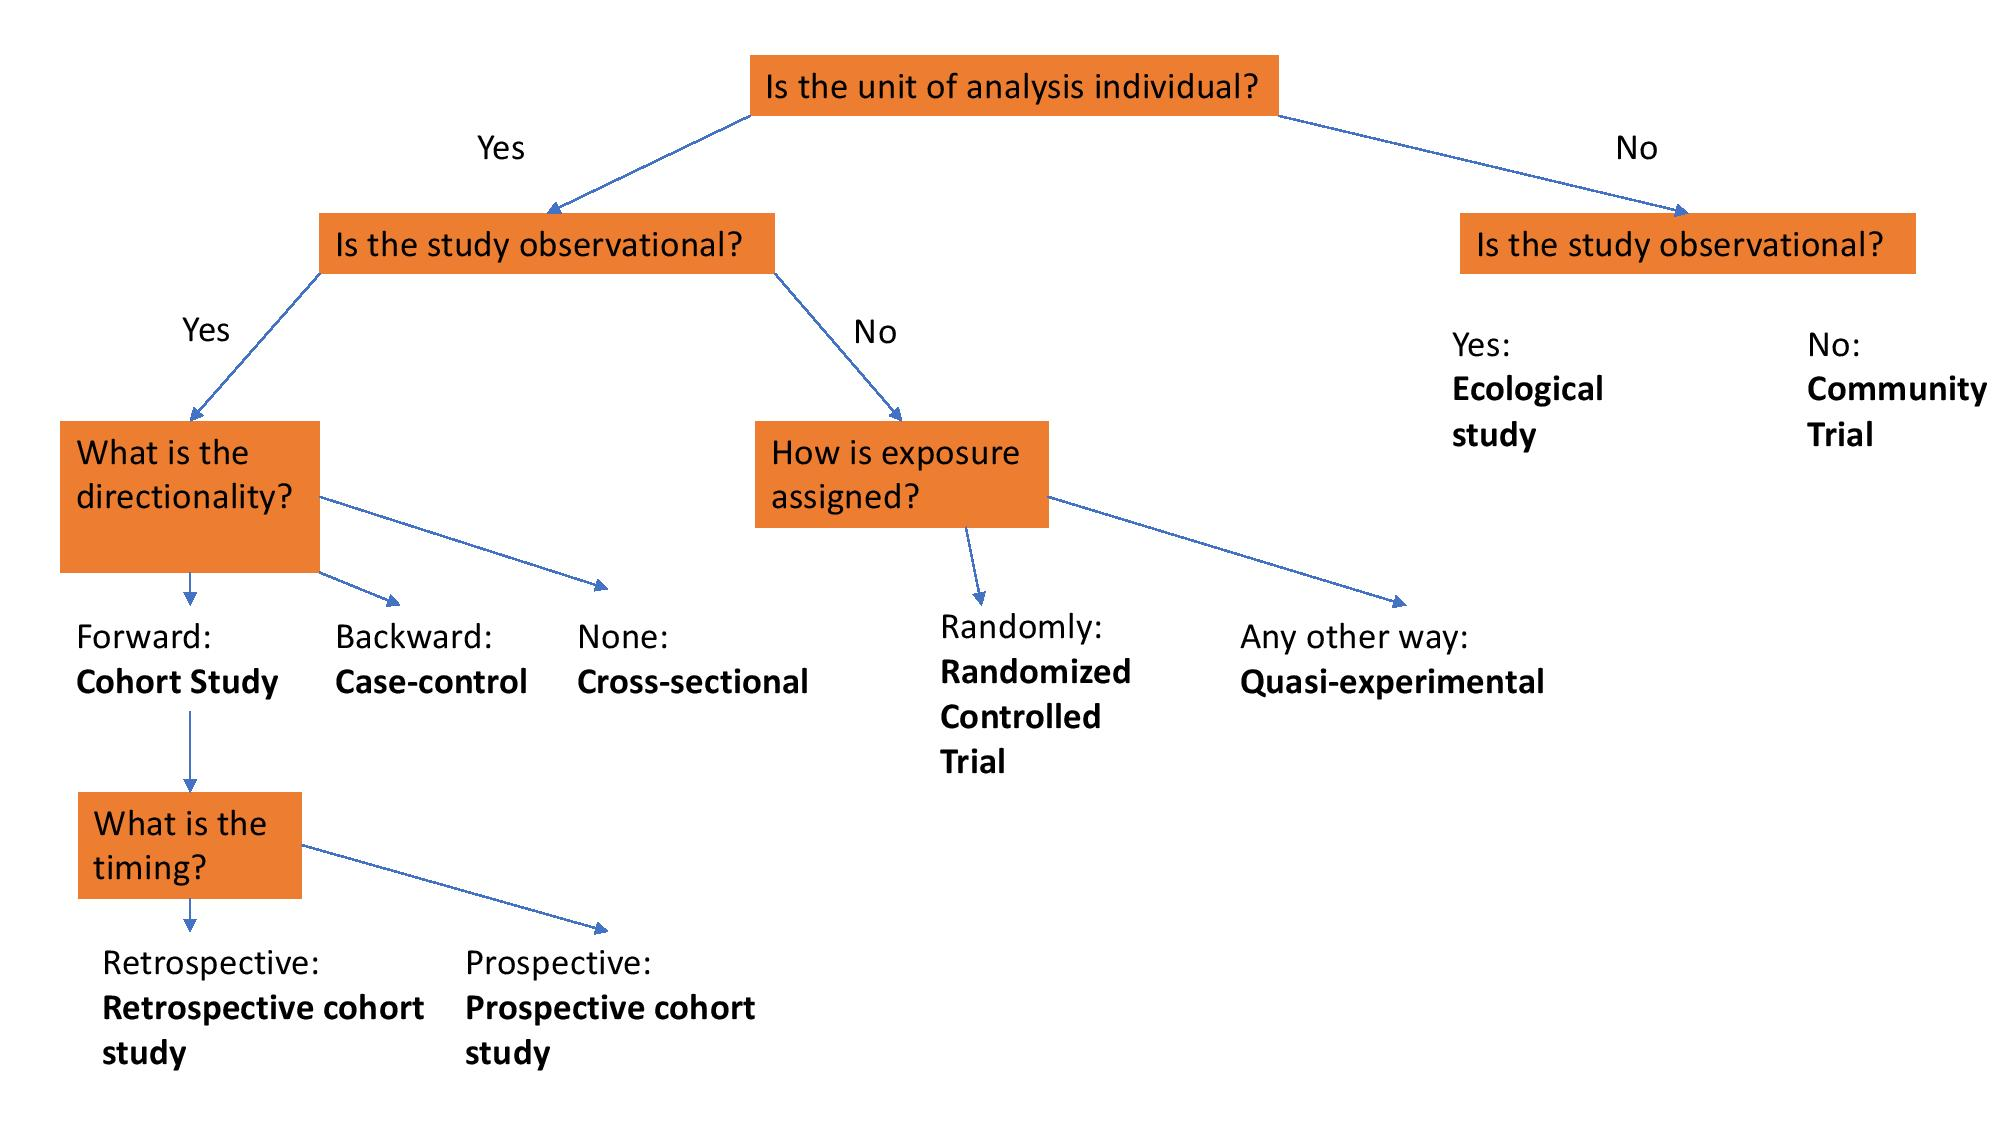 Is the unit of analysis individual?
Yes
No
Is the study observational?
Is the study observational?
Yes
No
Yes:
Ecological
study
No:
Community
Trial
What is the
directionality?
How is exposure
assigned?
Forward:
Cohort Study
Backward:
Case-control
None:
Cross-sectional
Randomly:
Randomized
Controlled
Trial
Any other way:
Quasi-experimental
What is the
timing?
Retrospective:
Retrospective cohort
study
Prospective:
Prospective cohort
study